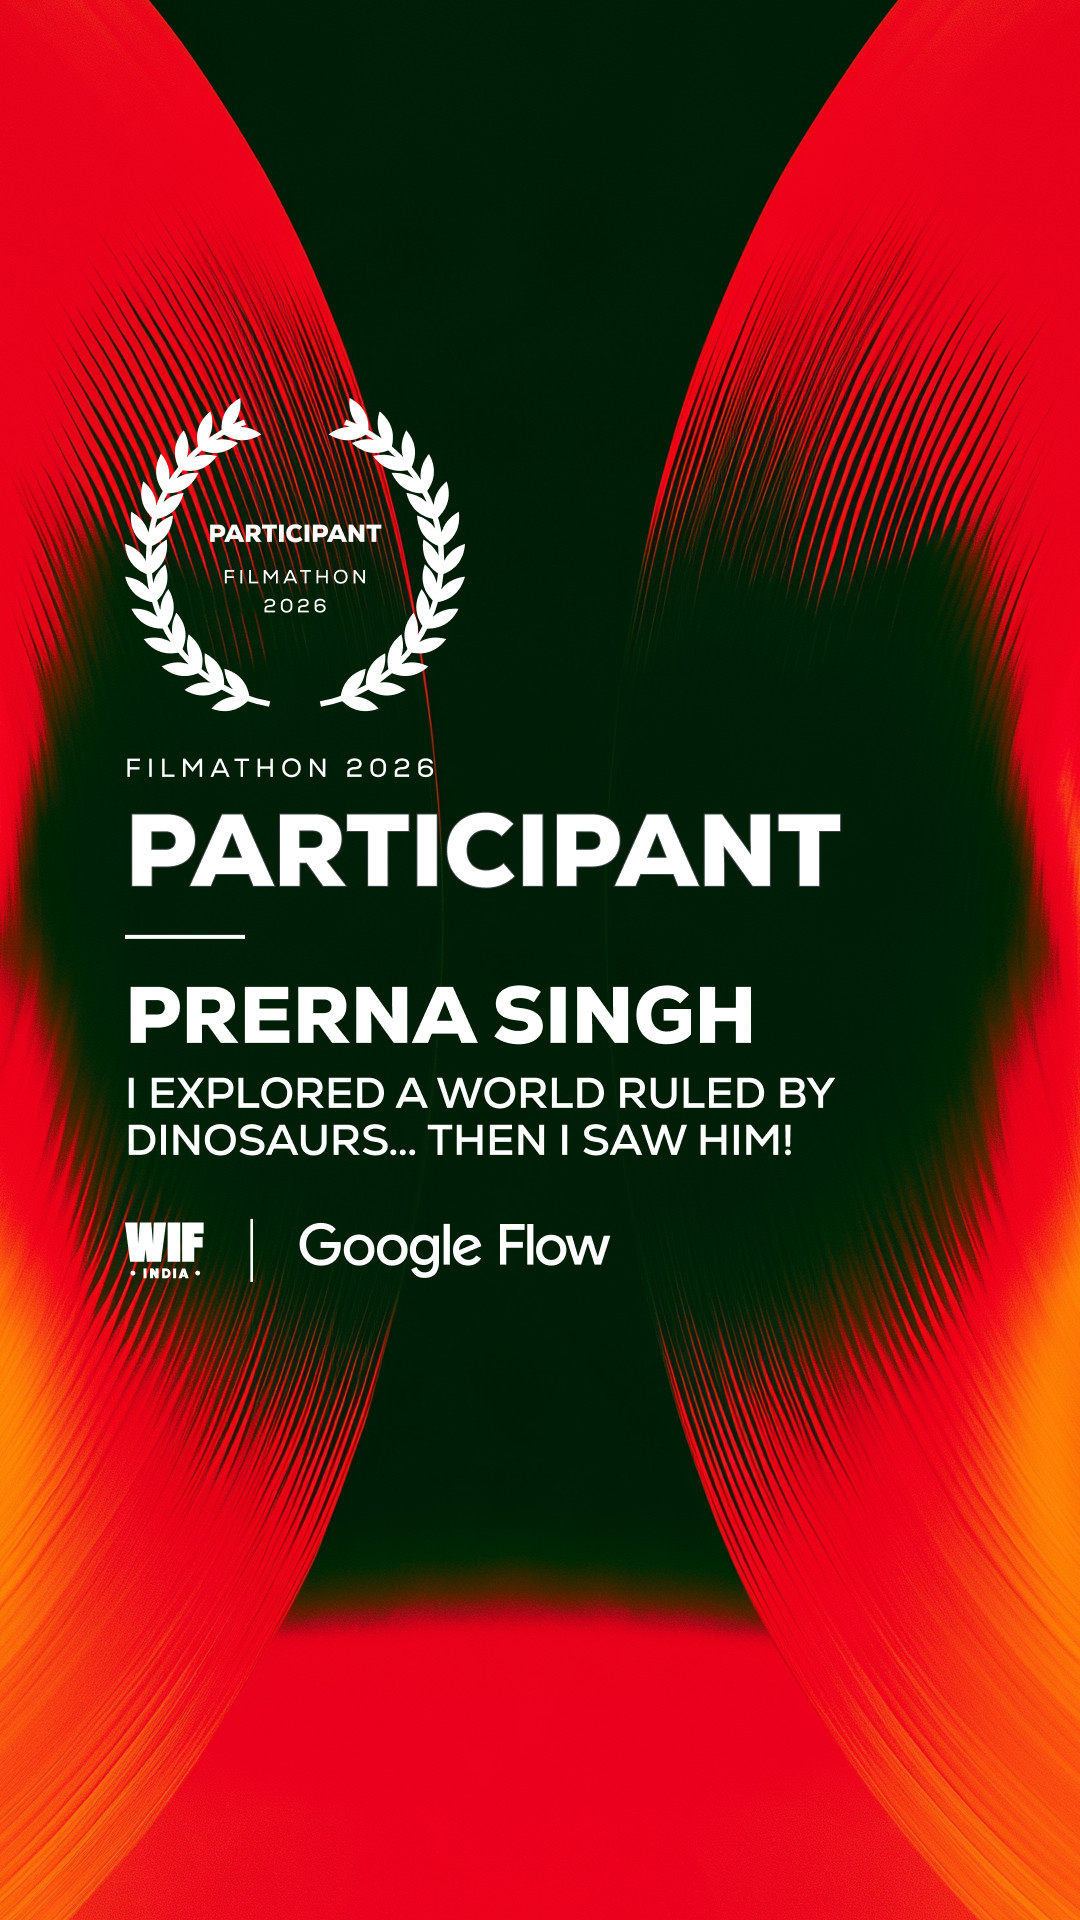 PARTICIPANT
FILMATHON
2026
FILMATHON 2026
PARTICIPANT
PRERNA SINGH
I EXPLORED A WORLD RULED BY
DINOSAURS... THEN I SAW HIM!
WIF
• INDIA •
Google Flow